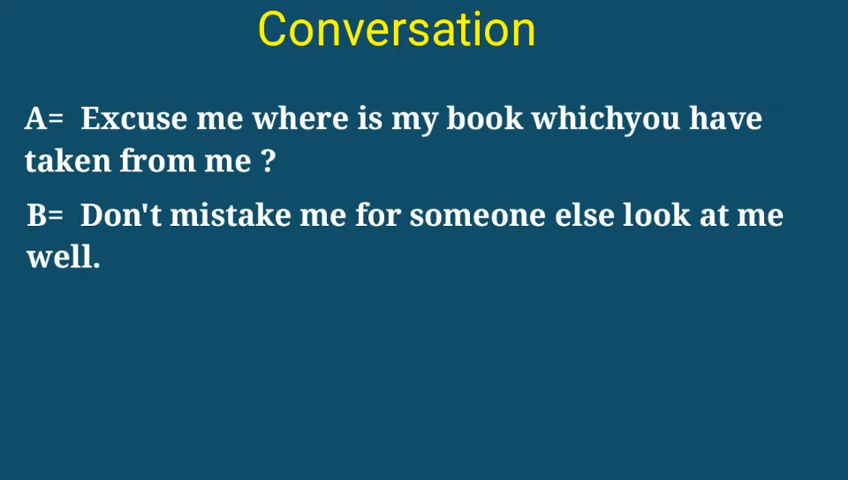 Conversation
A= Excuse me where is my book whichyou have
taken from me ?
B= Don't mistake me for someone else look at me
well.